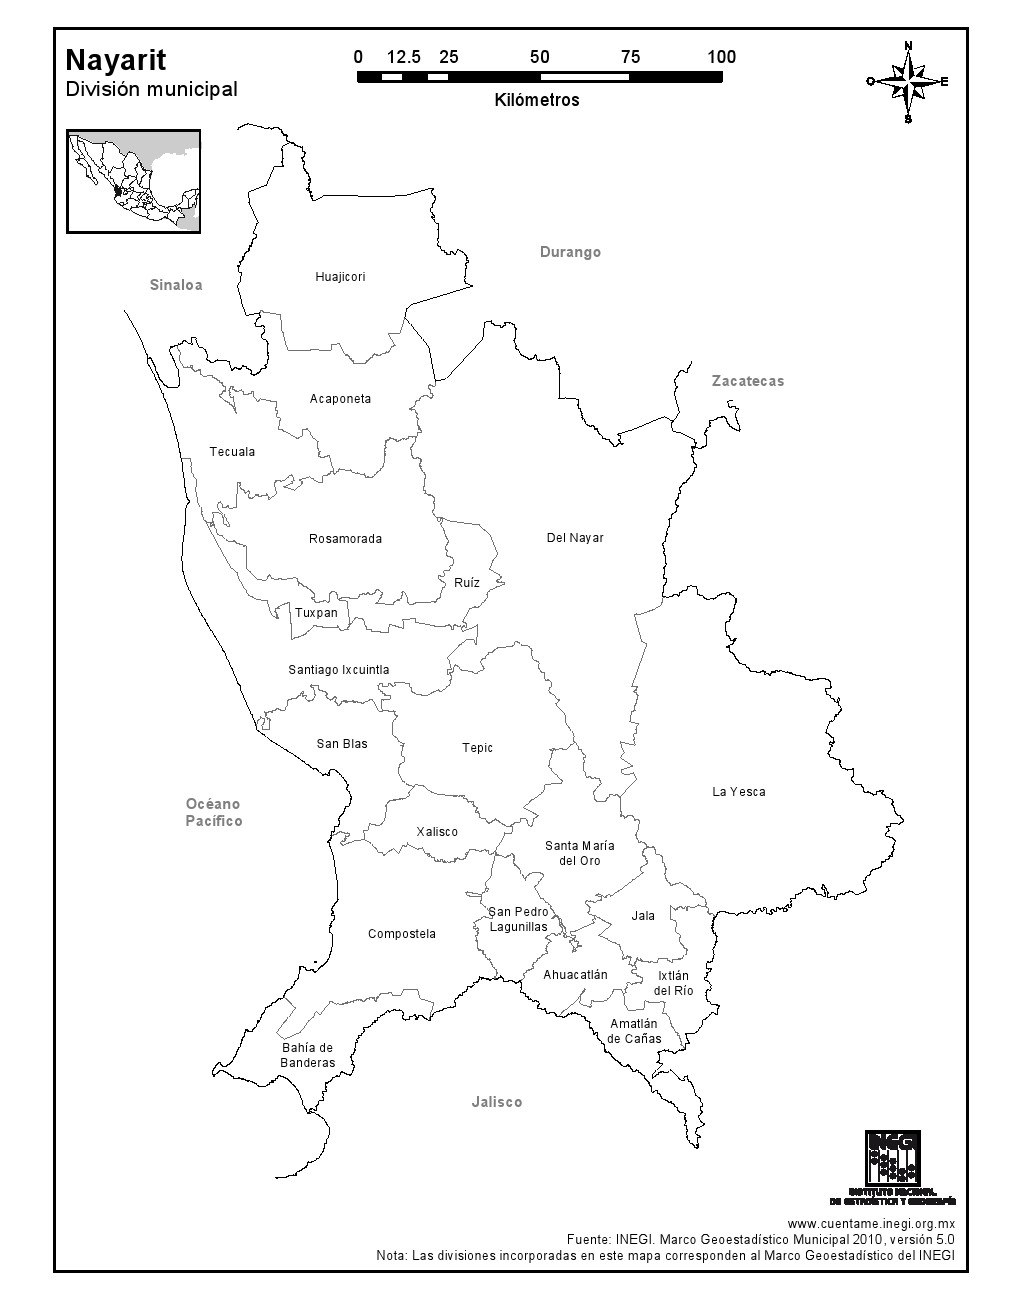 Nayarit
División municipal
0 12.5 25 50 75 100
Kilómetros
N
O E
S
Durango
Huajicori
Sinaloa
Zacatecas
Acaponeta
Tecuala
Rosamorada
Del Nayar
Ruíz
Tuxpan
Santiago Ixcuintla
San Blas
Tepic
La Yesca
Océano
Pacífico
Xalisco
Santa María
del Oro
San Pedro
Lagunillas
Jala
Compostela
Ahuacatlán
Ixtlán
del Río
Amatlán
de Cañas
Bahía de
Banderas
Jalisco
INEGI
INSTITUTO NACIONAL
DE ESTADÍSTICA Y GEOGRAFÍA
www.cuentame.inegi.org.mx
Fuente: INEGI. Marco Geoestadístico Municipal 2010, versión 5.0
Nota: Las divisiones incorporadas en este mapa corresponden al Marco Geoestadístico del INEGI